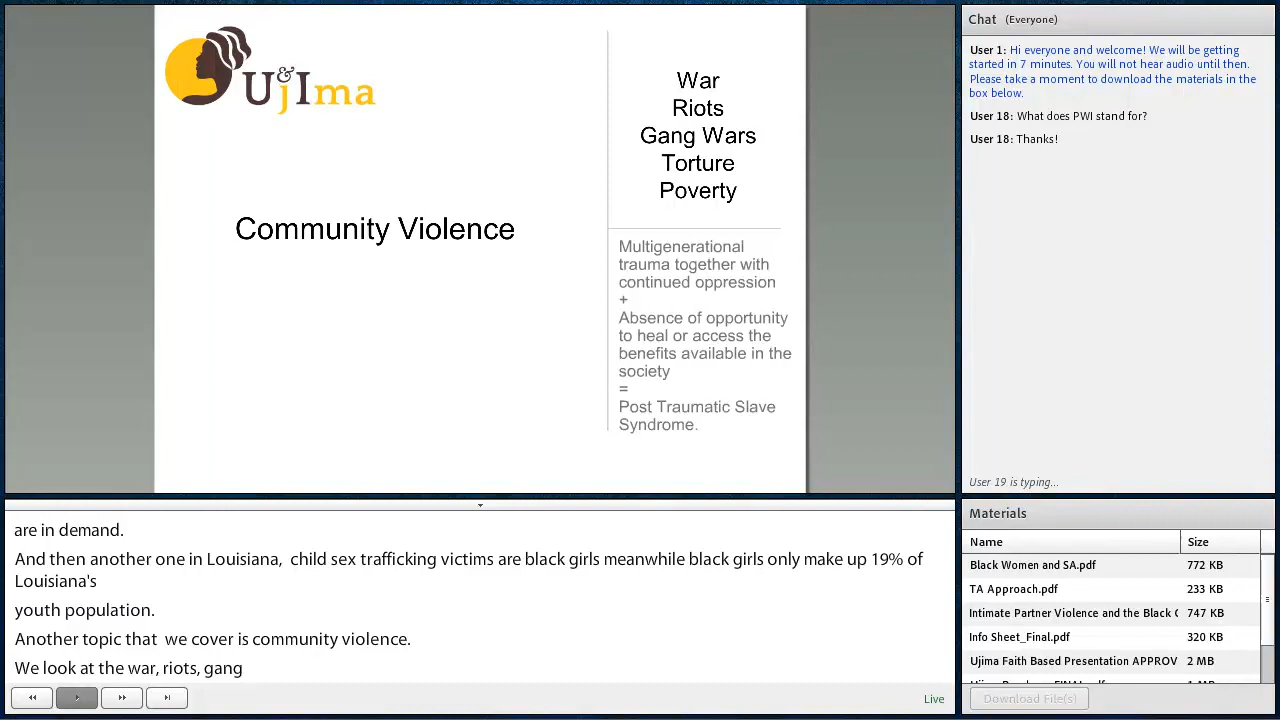 U&jIma
Community Violence
War
Riots
Gang Wars
Torture
Poverty
Multigenerational
trauma together with
continued oppression
+
Absence of opportunity
to heal or access the
benefits available in the
society
=
Post Traumatic Slave
Syndrome.
are in demand.
And then another one in Louisiana,  child sex trafficking victims are black girls meanwhile black girls only make up 19% of
Louisiana's
youth population.
Another topic that  we cover is community violence.
We look at the war, riots, gang
Live
Chat (Everyone)
User 1: Hi everyone and welcome! We will be getting
started in 7 minutes. You will not hear audio until then.
Please take a moment to download the materials in the
box below.
User 18: What does PWI stand for?
User 18: Thanks!
User 19 is typing...
Materials
Name Size
Black Women and SA.pdf 772 KB
TA Approach.pdf 233 KB
Intimate Partner Violence and the Black 747 KB
Info Sheet_Final.pdf 320 KB
Ujima Faith Based Presentation APPROV 2 MB
Download File(s)